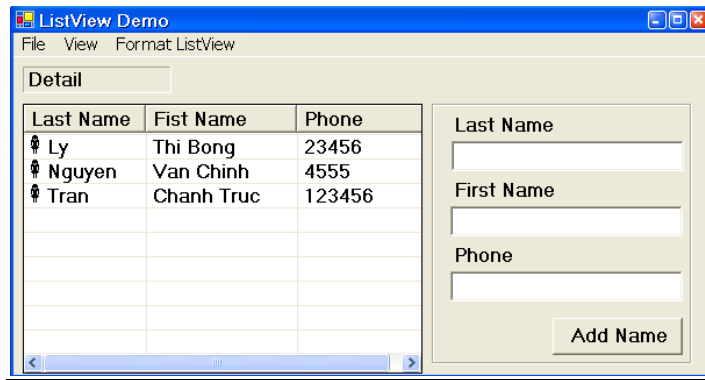 ListView Demo
File View Format ListView
Detail
Last Name Fist Name Phone
Ly Thi Bong 23456
Nguyen Van Chinh 4555
Tran Chanh Truc 123456
Last Name
First Name
Phone
Add Name